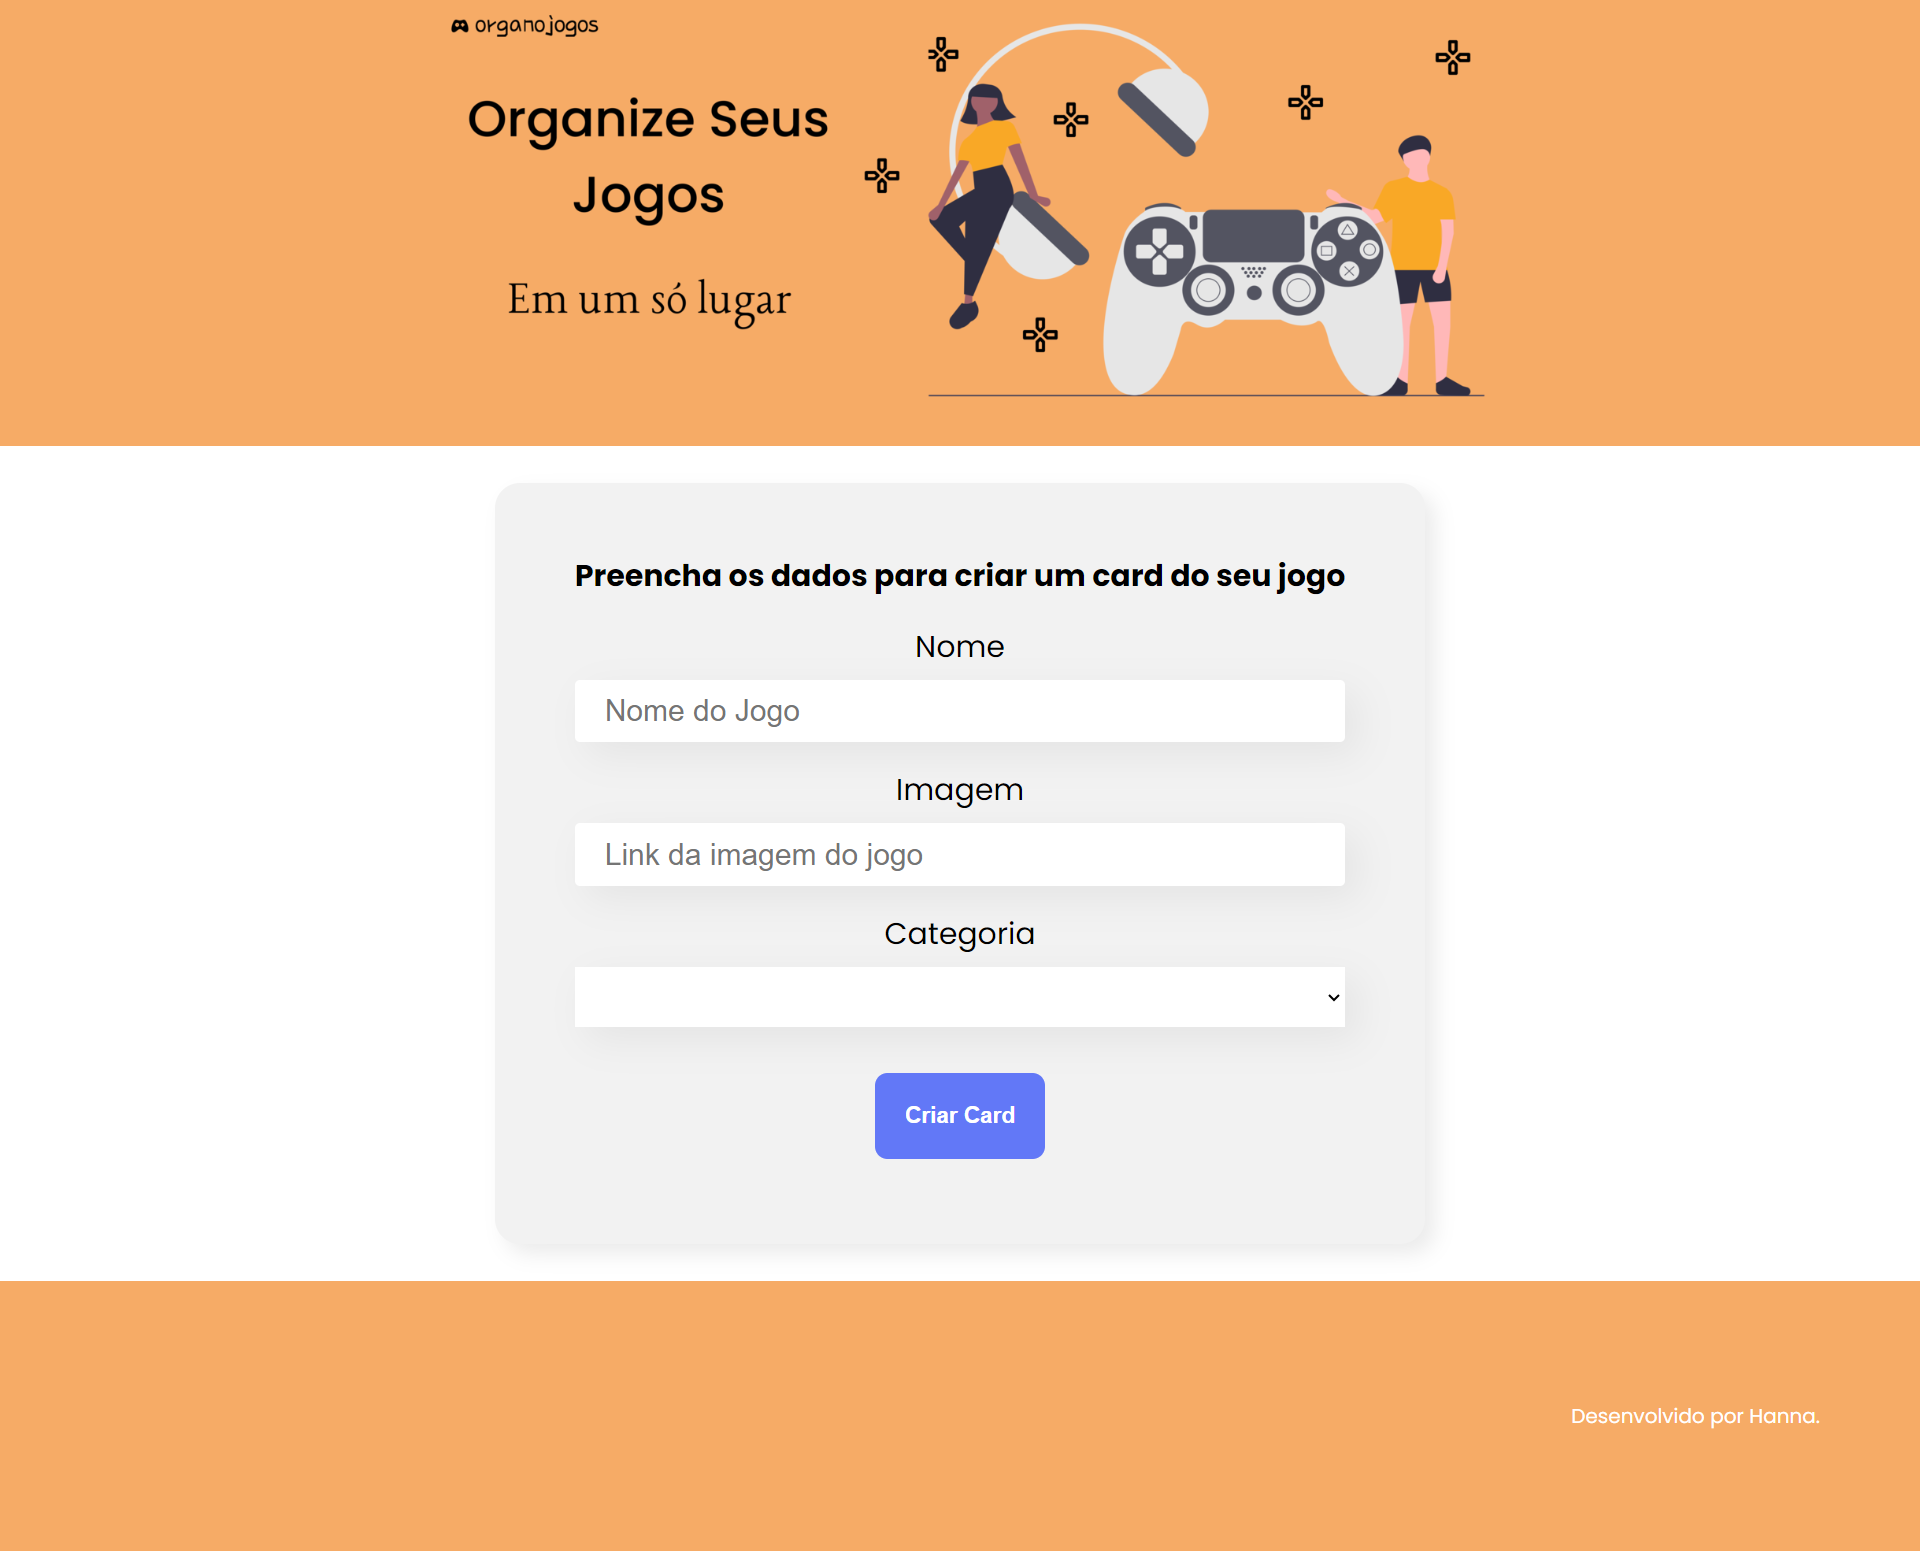 organojogos
Organize Seus
Jogos
Em um só lugar
Preencha os dados para criar um card do seu jogo
Nome
Nome do Jogo
Imagem
Link da imagem do jogo
Categoria
Criar Card
Desenvolvido por Hanna.